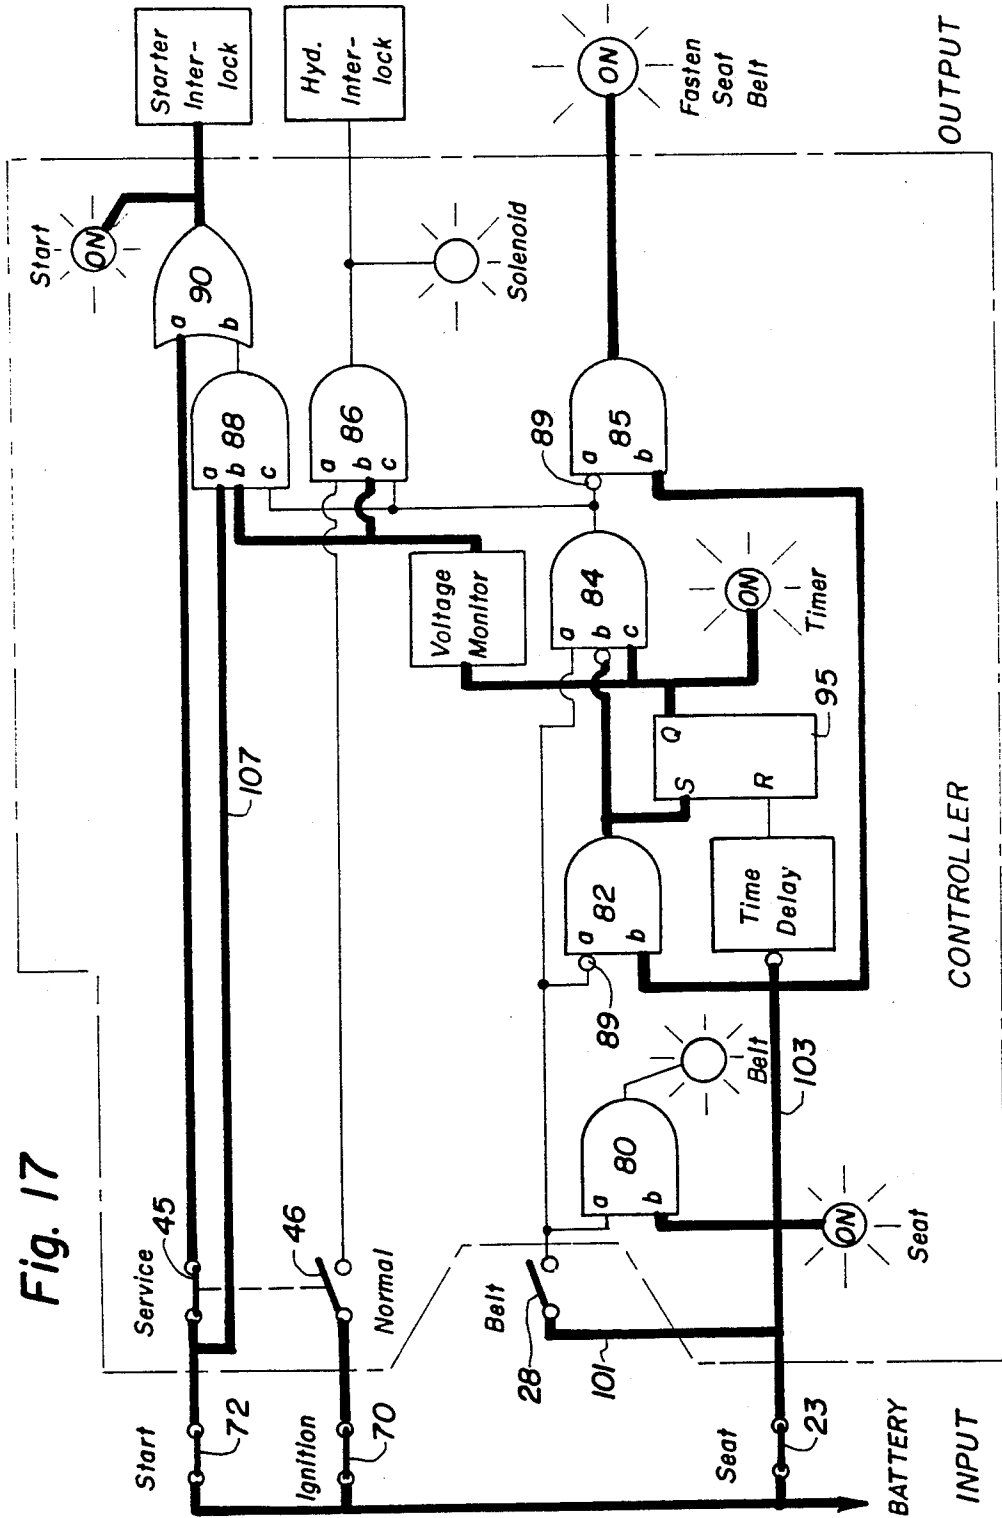 Fig. 17
Start
72
Ignition
70
Seat
23
BATTERY
INPUT
Service
45
46
Normal
Belt
28
101
107
a
b
80
Belt
ON
Seat
103
89
a
b
82
Time
Delay
S
R
Q
95
Voltage
Monitor
a
b
c
84
ON
Timer
89
a
b
85
a
b
c
88
a
b
c
86
a
b
90
Start
ON
Solenoid
CONTROLLER
Starter
Inter-
lock
Hyd.
Inter-
lock
ON
Fasten
Seat
Belt
OUTPUT